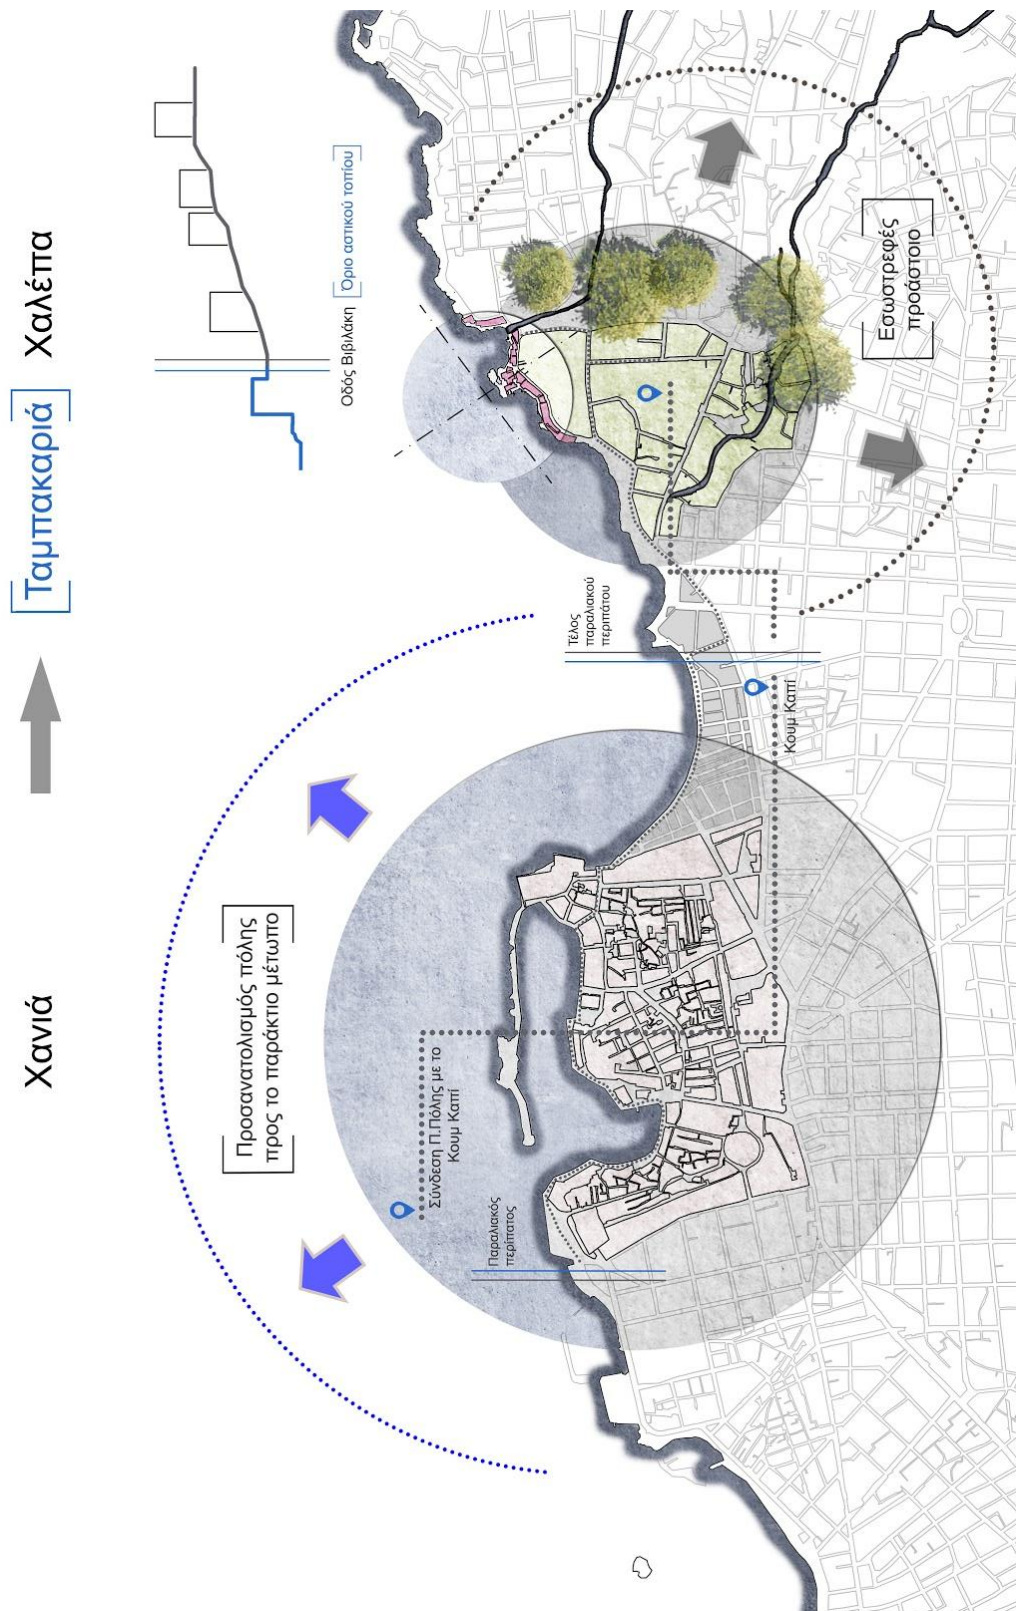 Χανιά
[Ταμπακαριά]
Χαλέπα
Προσανατολισμός πόλης
προς το παράκτιο μέτωπο
Οδός Βιβιλάκη [Όριο αστικού τοπίου]
Παραλιακός
περίπατος
Σύνδεση Π.Πόλης με το
Κουμ Καπί
Τέλος
παραλιακού
περιπάτου
Κουμ Καπί
Εσωστρεφές
προάστοιο